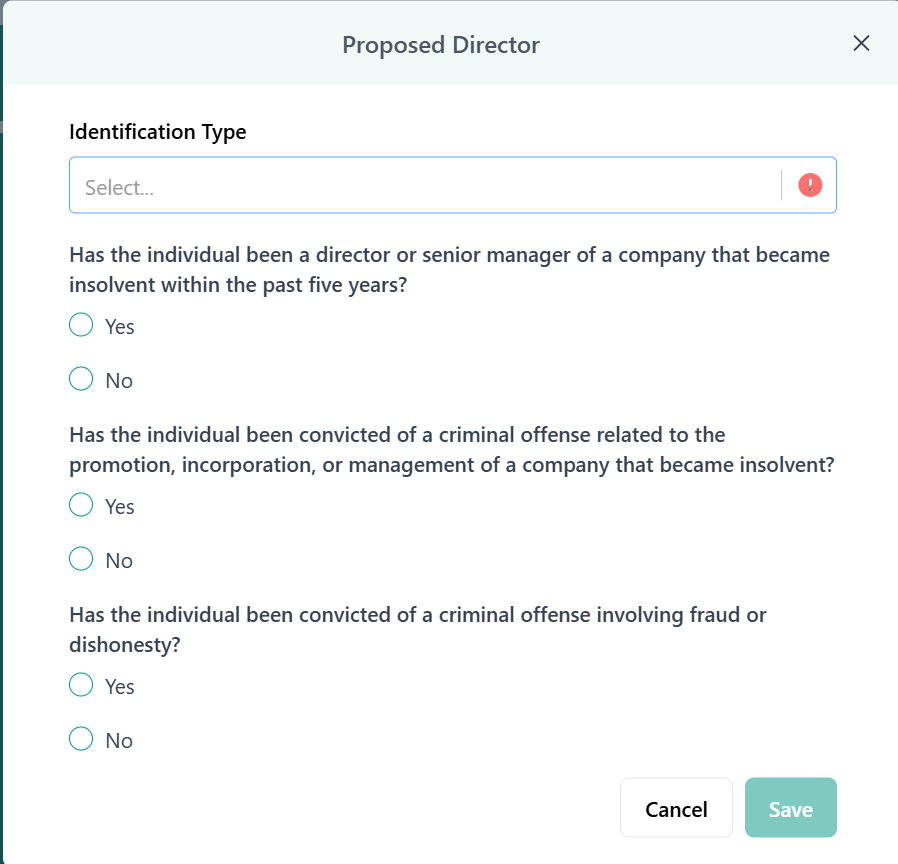 Proposed Director
Identification Type
Select...
Has the individual been a director or senior manager of a company that became
insolvent within the past five years?
Yes
No
Has the individual been convicted of a criminal offense related to the
promotion, incorporation, or management of a company that became insolvent?
Yes
No
Has the individual been convicted of a criminal offense involving fraud or
dishonesty?
Yes
No
Cancel Save